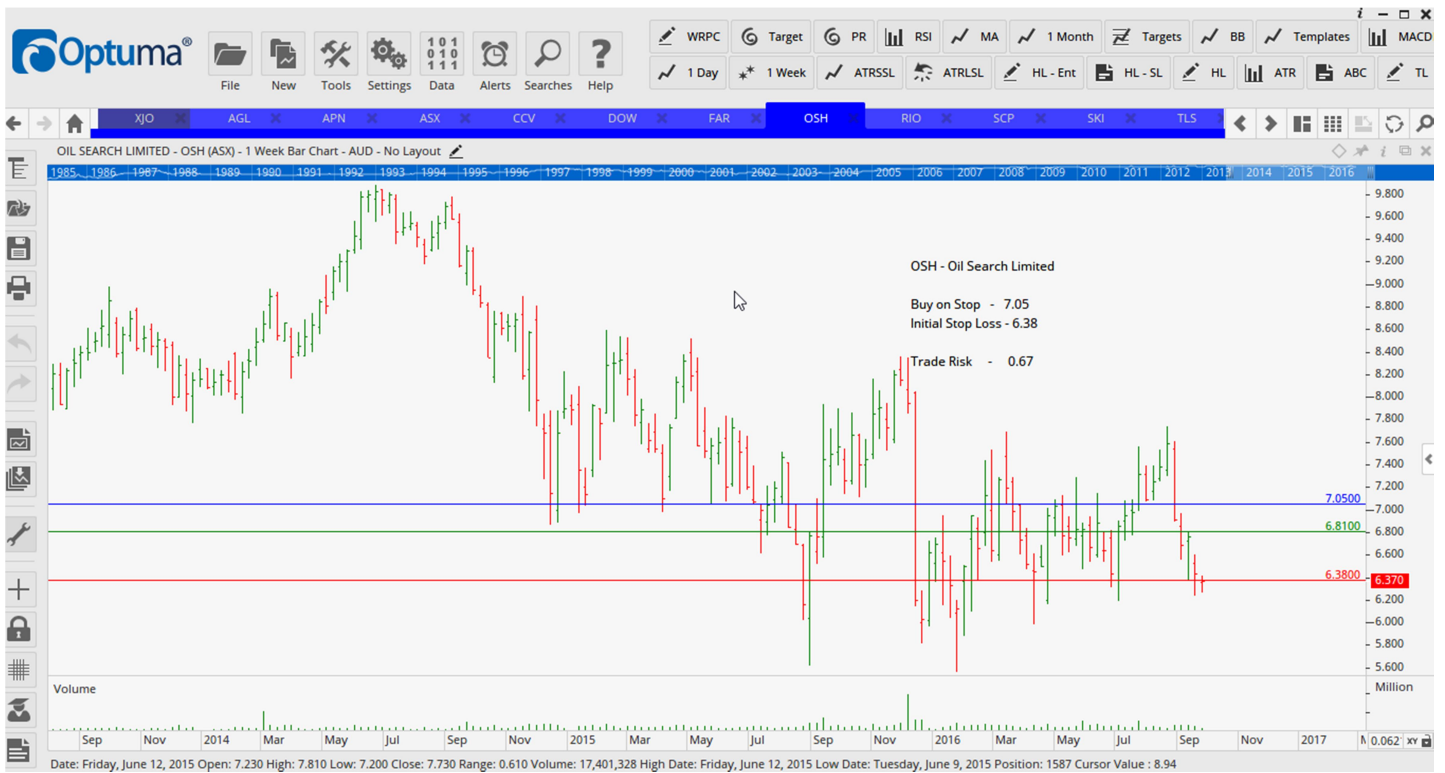 Optuma®
File New Tools Settings Data Alerts Searches Help
WRPC Target PR RSI MA 1 Month Targets BB Templates MACD
1 Day 1 Week ATRSSL ATRLSL HL - Ent HL - SL HL ATR ABC TL
XJO AGL APN ASX CCV DOW FAR OSH RIO SCP SKI TLS
OIL SEARCH LIMITED - OSH (ASX) - 1 Week Bar Chart - AUD - No Layout
1985 1986 1987 1988 1989 1990 1991 1992 1993 1994 1995 1996 1997 1998 1999 2000 2001 2002 2003 2004 2005 2006 2007 2008 2009 2010 2011 2012 2013 2014 2015 2016
9.800
9.600
9.400
9.200
9.000
8.800
8.600
8.400
8.200
8.000
7.800
7.600
7.400
7.200
7.000
6.800
6.600
6.370
6.200
6.000
5.800
5.600
OSH - Oil Search Limited
Buy on Stop - 7.05
Initial Stop Loss - 6.38
Trade Risk - 0.67
7.0500
6.8100
6.3800
Volume
Million
Sep Nov 2014 Mar May Jul Sep Nov 2015 Mar May Jul Sep Nov 2016 Mar May Jul Sep Nov 2017
0.062 XY
Date: Friday, June 12, 2015 Open: 7.230 High: 7.810 Low: 7.200 Close: 7.730 Range: 0.610 Volume: 17,401,328 High Date: Friday, June 12, 2015 Low Date: Tuesday, June 9, 2015 Position: 1587 Cursor Value : 8.94